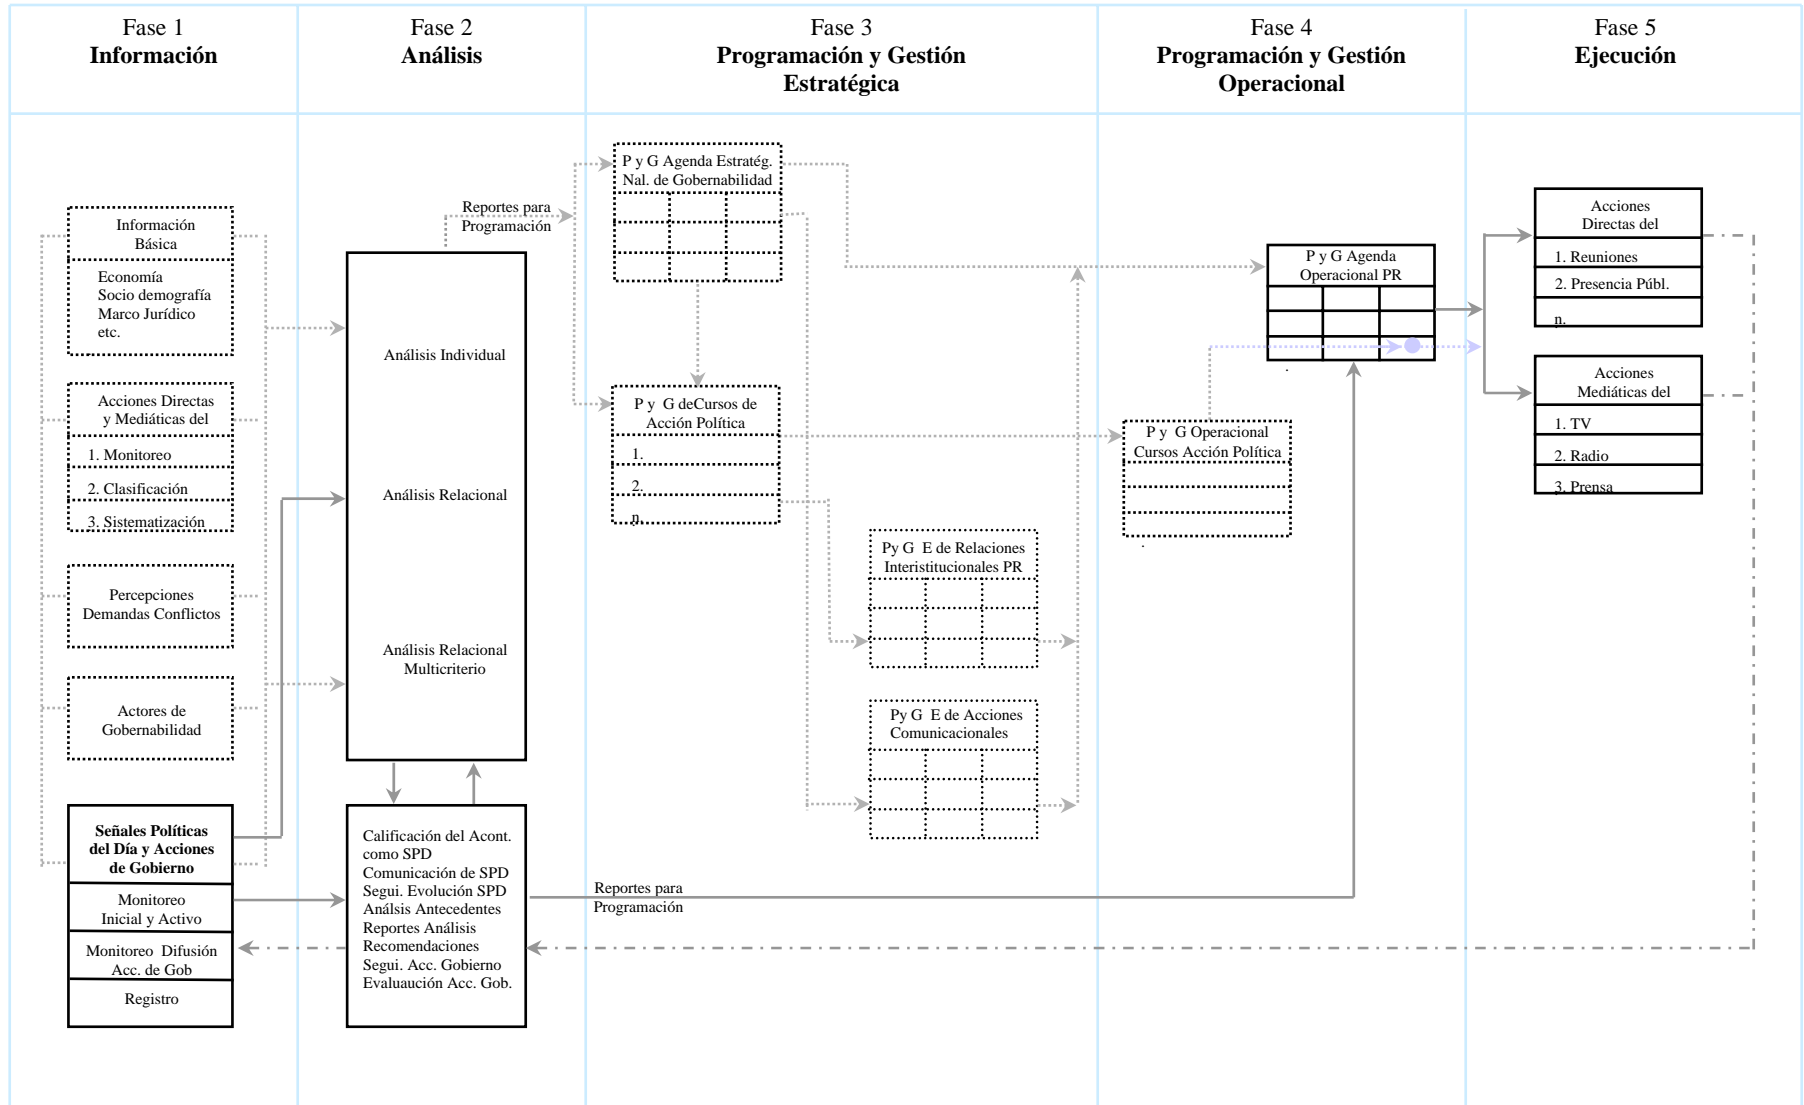 Fase 1
Información
Fase 2
Análisis
Fase 3
Programación y Gestión
Estratégica
Fase 4
Programación y Gestión
Operacional
Fase 5
Ejecución
Información
Básica
Economía
Socio demografía
Marco Jurídico
etc.
Acciones Directas
y Mediáticas del
1. Monitoreo
2. Clasificación
3. Sistematización
Percepciones
Demandas Conflictos
Actores de
Gobernabilidad
Señales Políticas
del Día y Acciones
de Gobierno
Monitoreo
Inicial y Activo
Monitoreo Difusión
Acc. de Gob
Registro
Análisis Individual
Análisis Relacional
Análisis Relacional
Multicriterio
Calificación del Acont.
como SPD
Comunicación de SPD
Segui. Evolución SPD
Análsis Antecedentes
Reportes Análisis
Recomendaciones
Segui. Acc. Gobierno
Evaluaución Acc. Gob.
Reportes para
Programación
P y G Agenda Estratég.
Nal. de Gobernabilidad
P y G deCursos de
Acción Política
1.
2.
n.
Py G E de Relaciones
Interistitucionales PR
Py G E de Acciones
Comunicacionales
Reportes para
Programación
P y G Agenda
Operacional PR
.
P y G Operacional
Cursos Acción Política
.
Acciones
Directas del
1. Reuniones
2. Presencia Públ.
n.
Acciones
Mediáticas del
1. TV
2. Radio
3. Prensa